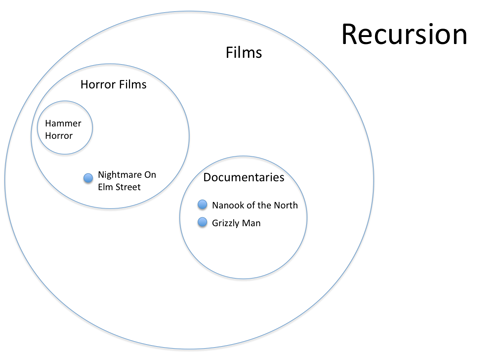 Recursion
Films
Horror Films
Hammer
Horror
Nightmare On
Elm Street
Documentaries
Nanook of the North
Grizzly Man